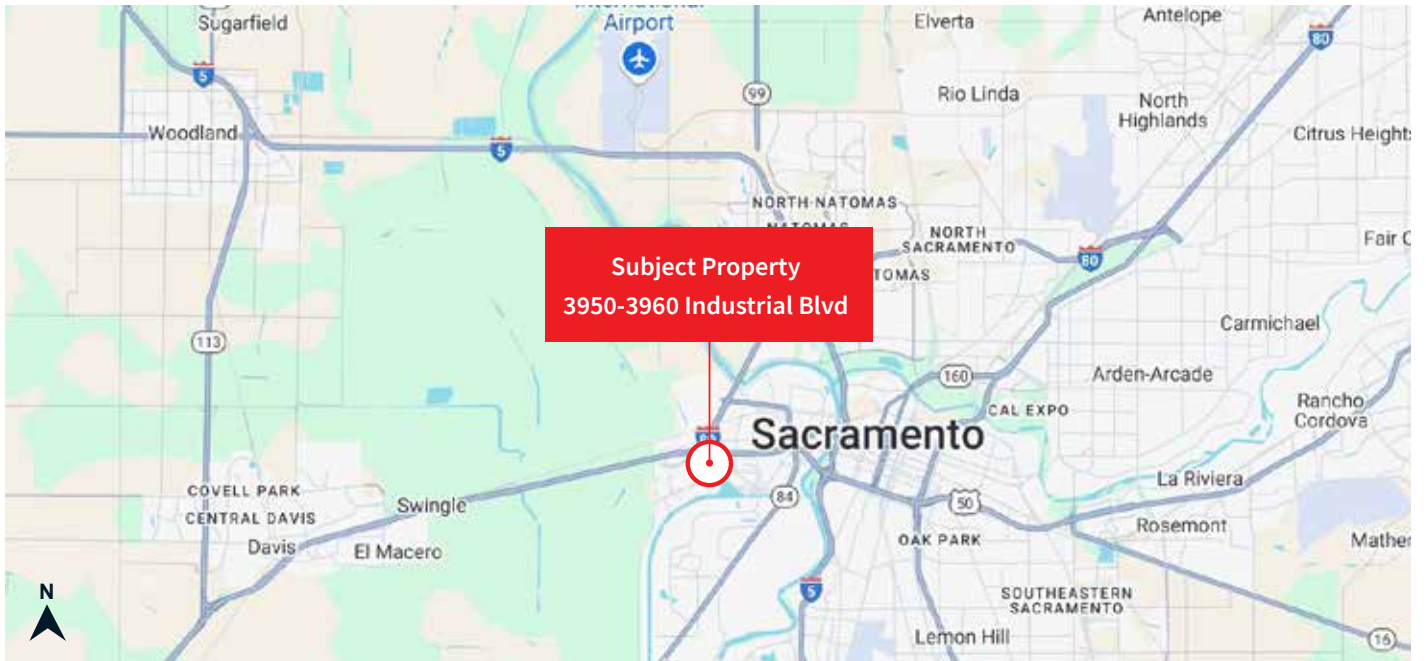 International
Airport
Sugarfield
Elverta
Antelope
80
5
99
Rio Linda
North
Highlands
Woodland
Citrus Heights
5
NORTH NATOMAS
NATOMAS
NORTH
SACRAMENTO
80
Fair
TOMAS
Subject Property
3950-3960 Industrial Blvd
Carmichael
113
160
Arden-Arcade
CAL EXPO
Rancho
Cordova
Sacramento
La Riviera
COVELL PARK
CENTRAL DAVIS
Swingle
84
50
Rosemont
Davis
El Macero
OAK PARK
Mather
N
5
SOUTHEASTERN
SACRAMENTO
Lemon Hill
16